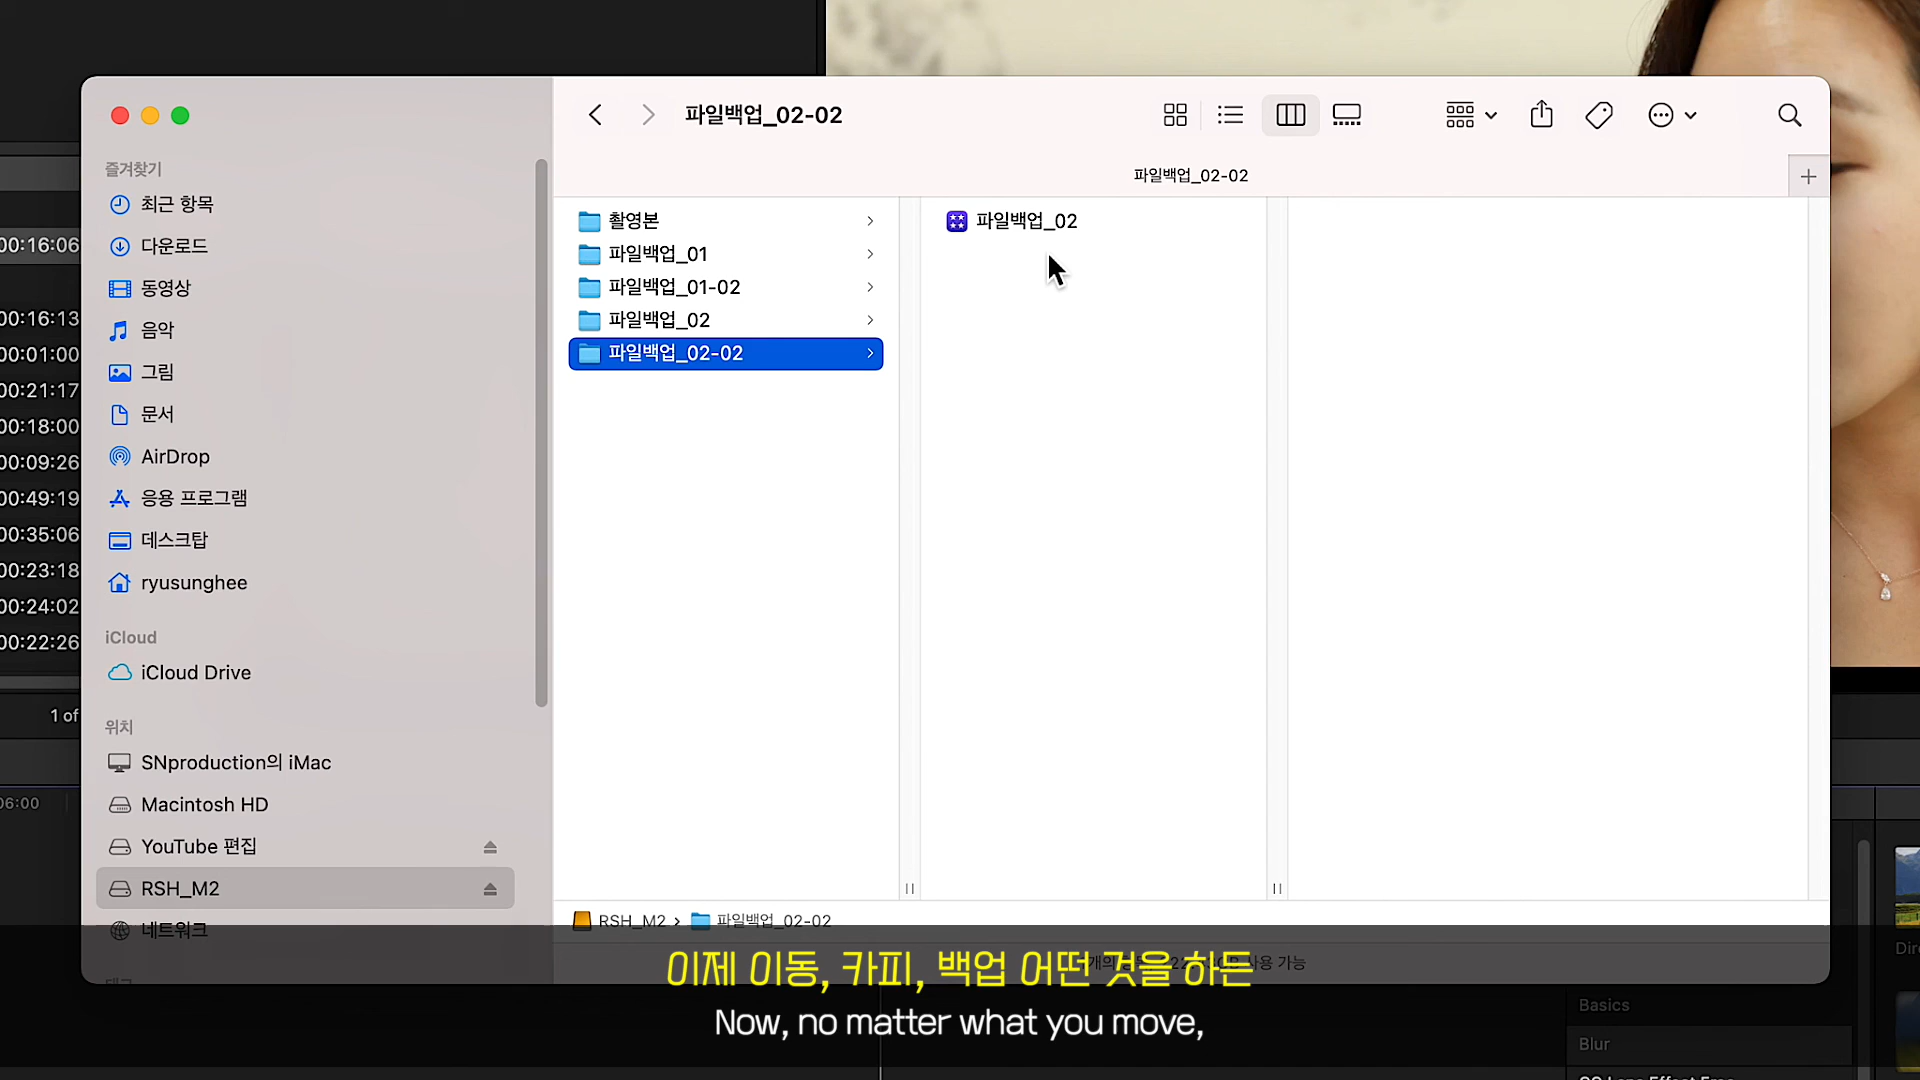 파일백업_02-02
파일백업_02-02
즐겨찾기
최근 항목
다운로드
동영상
음악
그림
문서
AirDrop
응용 프로그램
데스크탑
ryusunghee
iCloud
iCloud Drive
위치
SNproduction의 iMac
Macintosh HD
YouTube 편집
RSH_M2
네트워크
촬영본
파일백업_01
파일백업_01-02
파일백업_02
파일백업_02-02
파일백업_02
RSH_M2 › 파일백업_02-02
사용 가능
00:16:06
00:16:13
00:01:00
00:21:17
00:18:00
00:09:26
00:49:19
00:35:06
00:23:18
00:24:02
00:22:26
1 of
06:00
Basics
Blur
이제 이동, 카피, 백업 어떤 것을 하든
Now, no matter what you move,